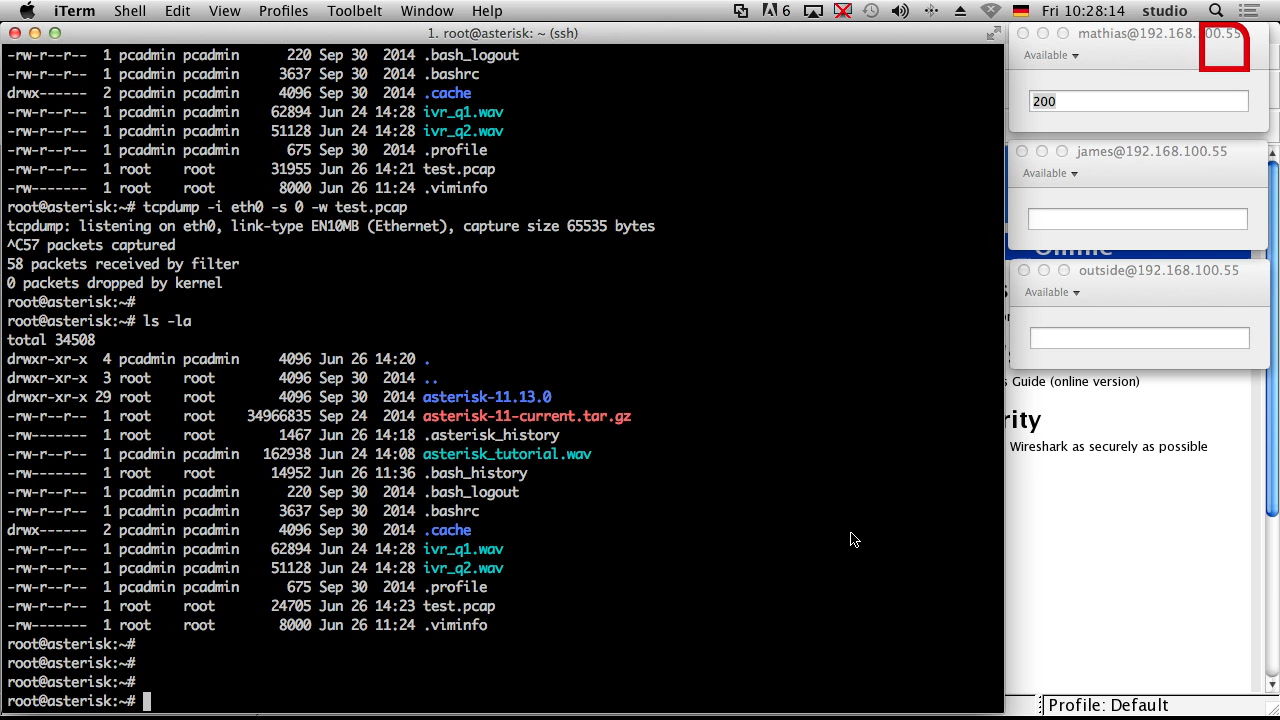 iTerm Shell Edit View Profiles Toolbelt Window Help 6 Fri 10:28:14 studio
1. root@asterisk: ~ (ssh)
-rw-r--r-- 1 pcadmin pcadmin 220 Sep 30 2014 .bash_logout
-rw-r--r-- 1 pcadmin pcadmin 3637 Sep 30 2014 .bashrc
drwx------ 2 pcadmin pcadmin 4096 Sep 30 2014 .cache
-rw-r--r-- 1 pcadmin pcadmin 62894 Jun 24 14:28 ivr_q1.wav
-rw-r--r-- 1 pcadmin pcadmin 51128 Jun 24 14:28 ivr_q2.wav
-rw-r--r-- 1 pcadmin pcadmin 675 Sep 30 2014 .profile
-rw-r--r-- 1 root root 31955 Jun 26 14:21 test.pcap
-rw------- 1 root root 8000 Jun 26 11:24 .viminfo
root@asterisk:~# tcpdump -i eth0 -s 0 -w test.pcap
tcpdump: listening on eth0, link-type EN10MB (Ethernet), capture size 65535 bytes
^C57 packets captured
58 packets received by filter
0 packets dropped by kernel
root@asterisk:~#
root@asterisk:~# ls -la
total 34508
drwxr-xr-x 4 pcadmin pcadmin 4096 Jun 26 14:20 .
drwxr-xr-x 3 root root 4096 Sep 30 2014 ..
drwxr-xr-x 29 root root 4096 Sep 30 2014 asterisk-11.13.0
-rw-r--r-- 1 root root 34966835 Sep 24 2014 asterisk-11-current.tar.gz
-rw------- 1 root root 1467 Jun 26 14:18 .asterisk_history
-rw-r--r-- 1 pcadmin pcadmin 162938 Jun 24 14:08 asterisk_tutorial.wav
-rw------- 1 root root 14952 Jun 26 11:36 .bash_history
-rw-r--r-- 1 pcadmin pcadmin 220 Sep 30 2014 .bash_logout
-rw-r--r-- 1 pcadmin pcadmin 3637 Sep 30 2014 .bashrc
drwx------ 2 pcadmin pcadmin 4096 Sep 30 2014 .cache
-rw-r--r-- 1 pcadmin pcadmin 62894 Jun 24 14:28 ivr_q1.wav
-rw-r--r-- 1 pcadmin pcadmin 51128 Jun 24 14:28 ivr_q2.wav
-rw-r--r-- 1 pcadmin pcadmin 675 Sep 30 2014 .profile
-rw-r--r-- 1 root root 24705 Jun 26 14:23 test.pcap
-rw------- 1 root root 8000 Jun 26 11:24 .viminfo
root@asterisk:~#
root@asterisk:~#
root@asterisk:~#
root@asterisk:~#
mathias@192.168.100.55
Available
200
james@192.168.100.55
Available
Online
outside@192.168.100.55
Available
s Guide (online version)
rity
Wireshark as securely as possible
Profile: Default